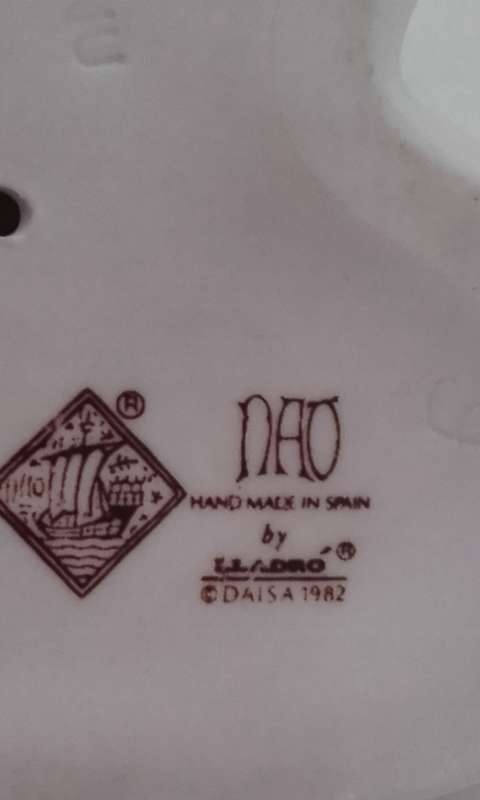 ®
NAO
HAND MADE IN SPAIN
by
LLADRÓ ®
© DAISA 1982